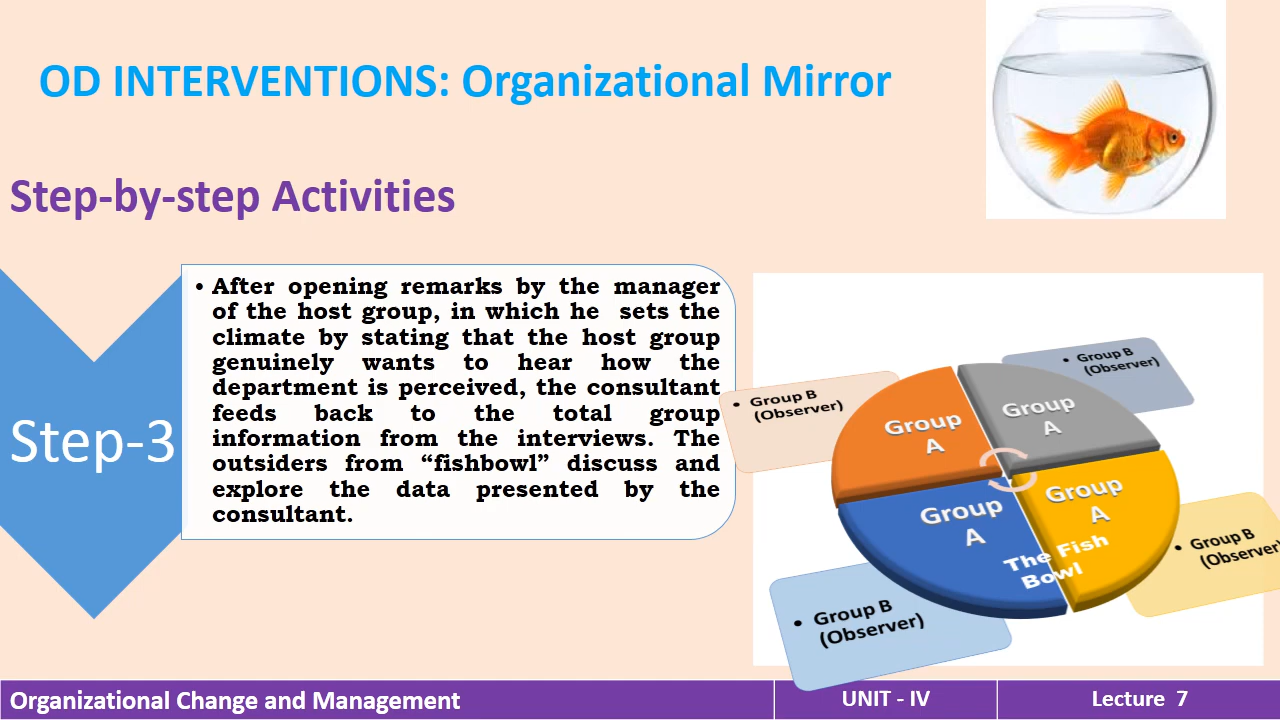 OD INTERVENTIONS: Organizational Mirror
Step-by-step Activities
Step-3
• After opening remarks by the manager
of the host group, in which he sets the
climate by stating that the host group
genuinely wants to hear how the
department is perceived, the consultant
feeds back to the total group
information from the interviews. The
outsiders from “fishbowl” discuss and
explore the data presented by the
consultant.
• Group B
(Observer)
• Group B
(Observer)
Group
A
Group
A
Group
A
Group
A
The Fish
Bowl
• Group B
(Observer)
• Group B
(Observer)
Organizational Change and Management
UNIT - IV
Lecture 7